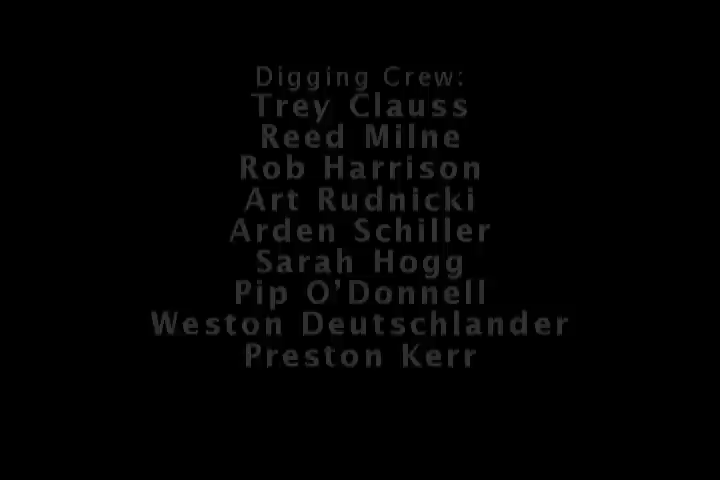 Digging Crew:
Trey Clauss
Reed Milne
Rob Harrison
Art Rudnicki
Arden Schiller
Sarah Hogg
Pip O'Donnell
Weston Deutschlander
Preston Kerr